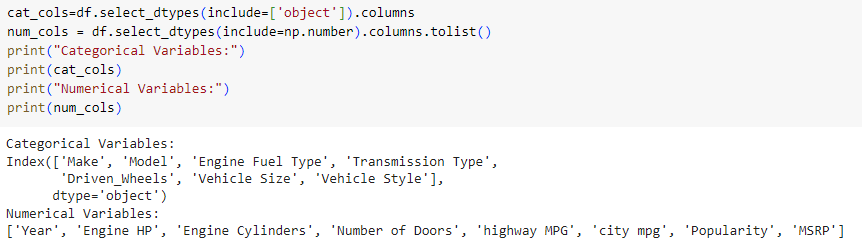 cat_cols=df.select_dtypes(include=['object']).columns
num_cols = df.select_dtypes(include=np.number).columns.tolist()
print("Categorical Variables:")
print(cat_cols)
print("Numerical Variables:")
print(num_cols)
Categorical Variables:
Index(['Make', 'Model', 'Engine Fuel Type', 'Transmission Type',
       'Driven_Wheels', 'Vehicle Size', 'Vehicle Style'],
      dtype='object')
Numerical Variables:
['Year', 'Engine HP', 'Engine Cylinders', 'Number of Doors', 'highway MPG', 'city mpg', 'Popularity', 'MSRP']